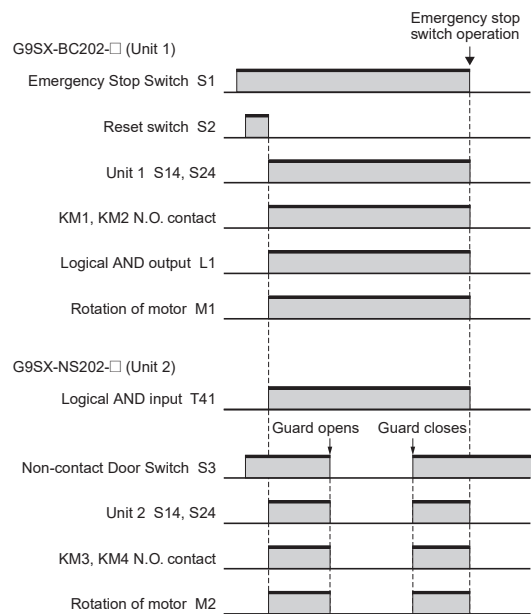 Emergency stop
switch operation
G9SX-BC202-□ (Unit 1)
Emergency Stop Switch S1
Reset switch S2
Unit 1 S14, S24
KM1, KM2 N.O. contact
Logical AND output L1
Rotation of motor M1
G9SX-NS202-□ (Unit 2)
Logical AND input T41
Guard opens Guard closes
Non-contact Door Switch S3
Unit 2 S14, S24
KM3, KM4 N.O. contact
Rotation of motor M2